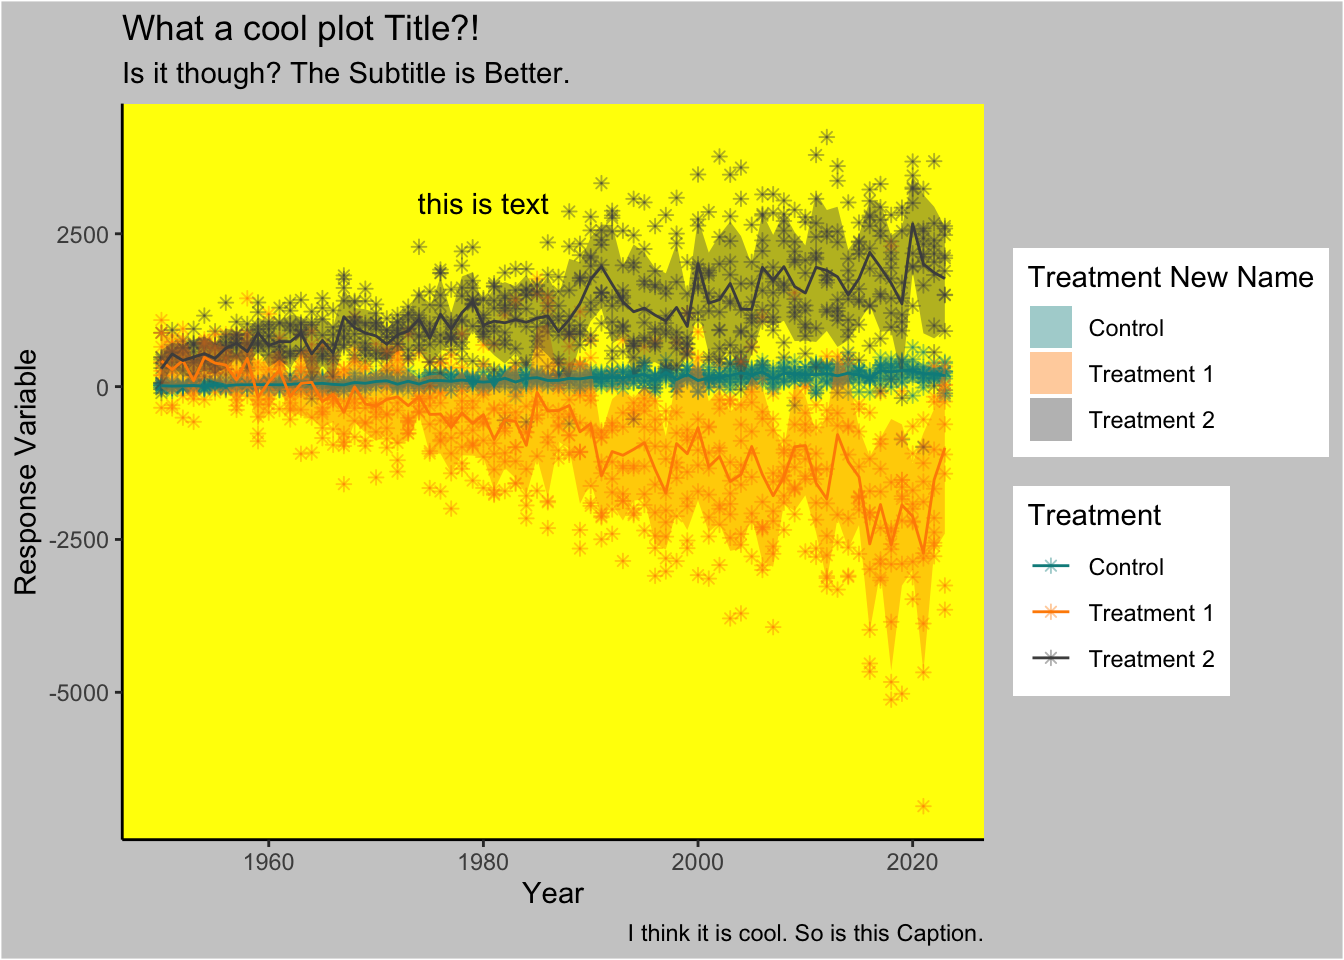 What a cool plot Title?!
Is it though? The Subtitle is Better.
this is text
2500
0
-2500
-5000
Response Variable
1960
1980
2000
2020
Year
I think it is cool. So is this Caption.
Treatment New Name
Control
Treatment 1
Treatment 2
Treatment
Control
Treatment 1
Treatment 2